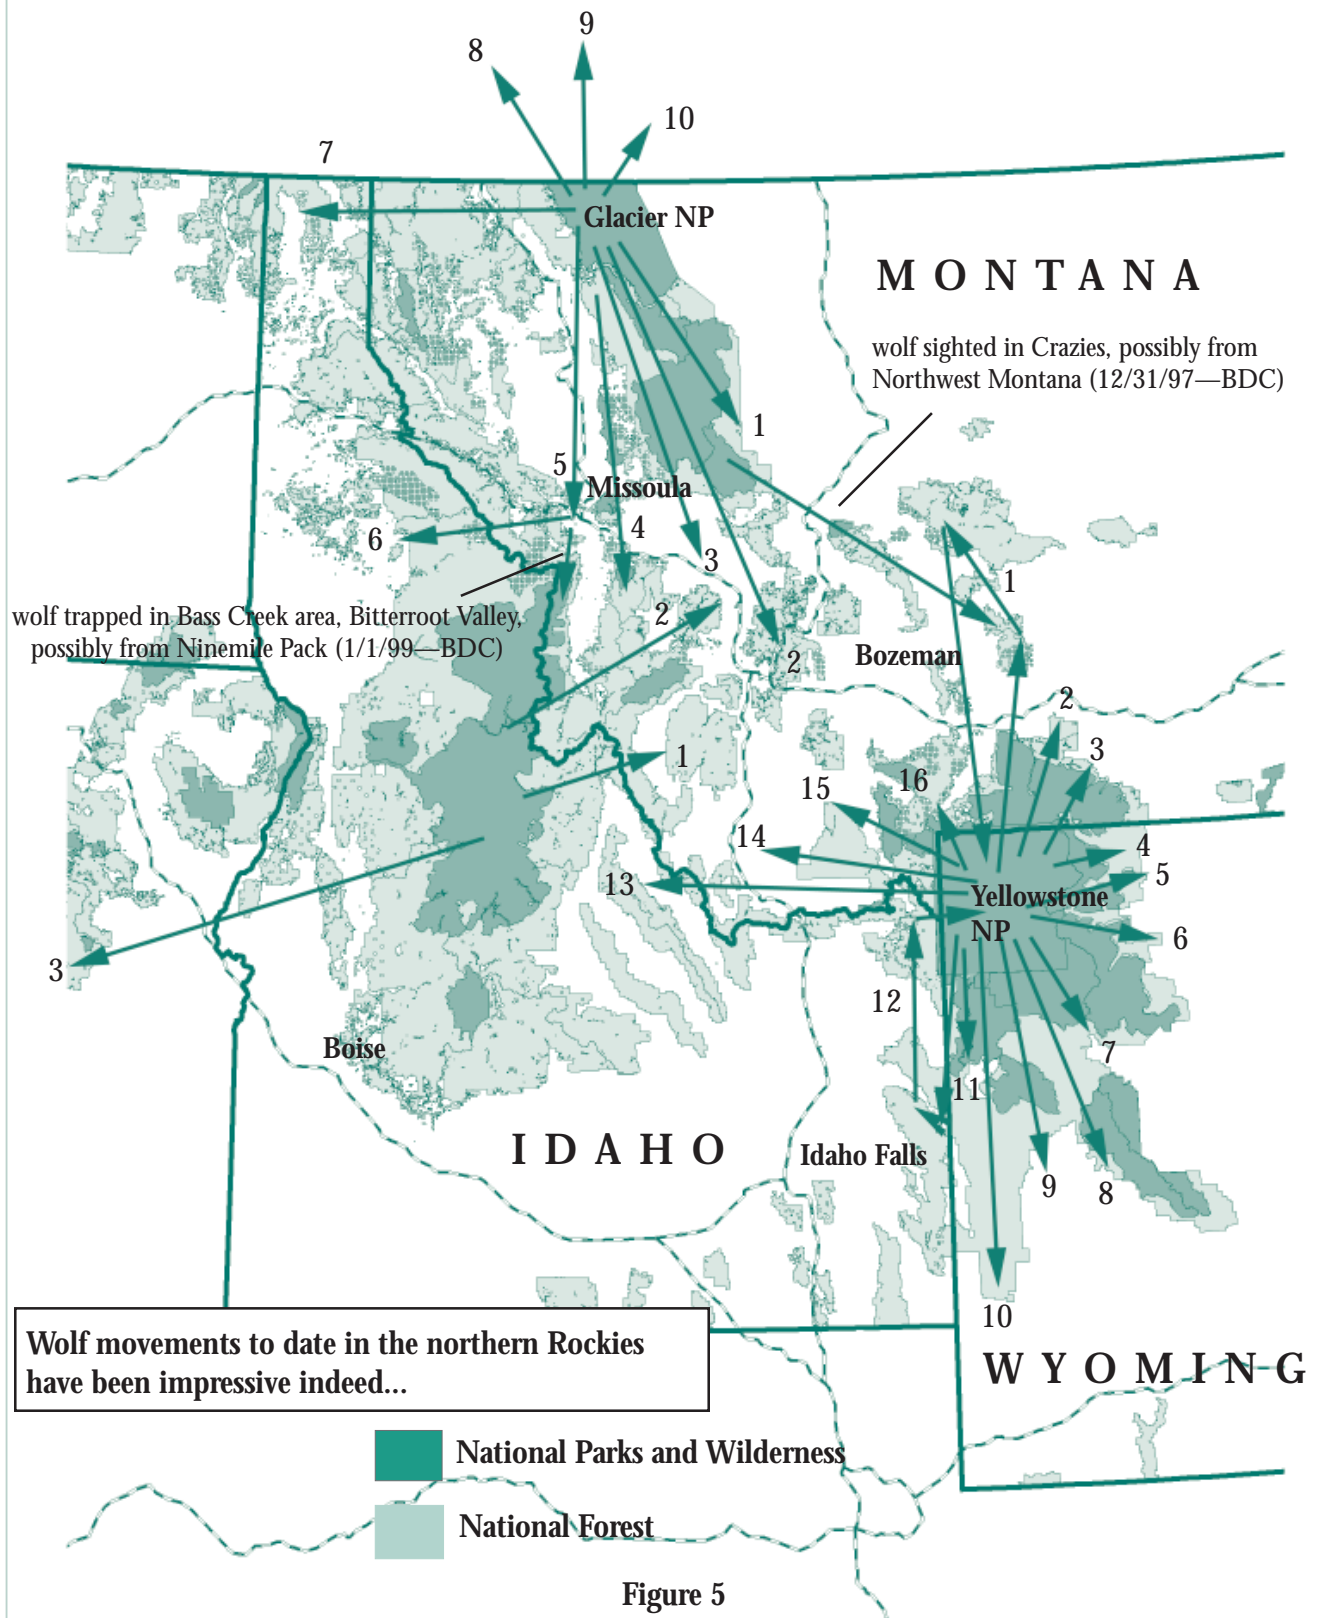 9
8
10
7
Glacier NP
MONTANA
wolf sighted in Crazies, possibly from
Northwest Montana (12/31/97—BDC)
1
5
Missoula
6
4
3
1
wolf trapped in Bass Creek area, Bitterroot Valley,
possibly from Ninemile Pack (1/1/99—BDC)
2
2
Bozeman
2
3
1
15
16
14
4
13
5
Yellowstone
NP
6
3
12
Boise
7
11
IDAHO
Idaho Falls
9
8
10
Wolf movements to date in the northern Rockies
have been impressive indeed...
WYOMING
National Parks and Wilderness
National Forest
Figure 5